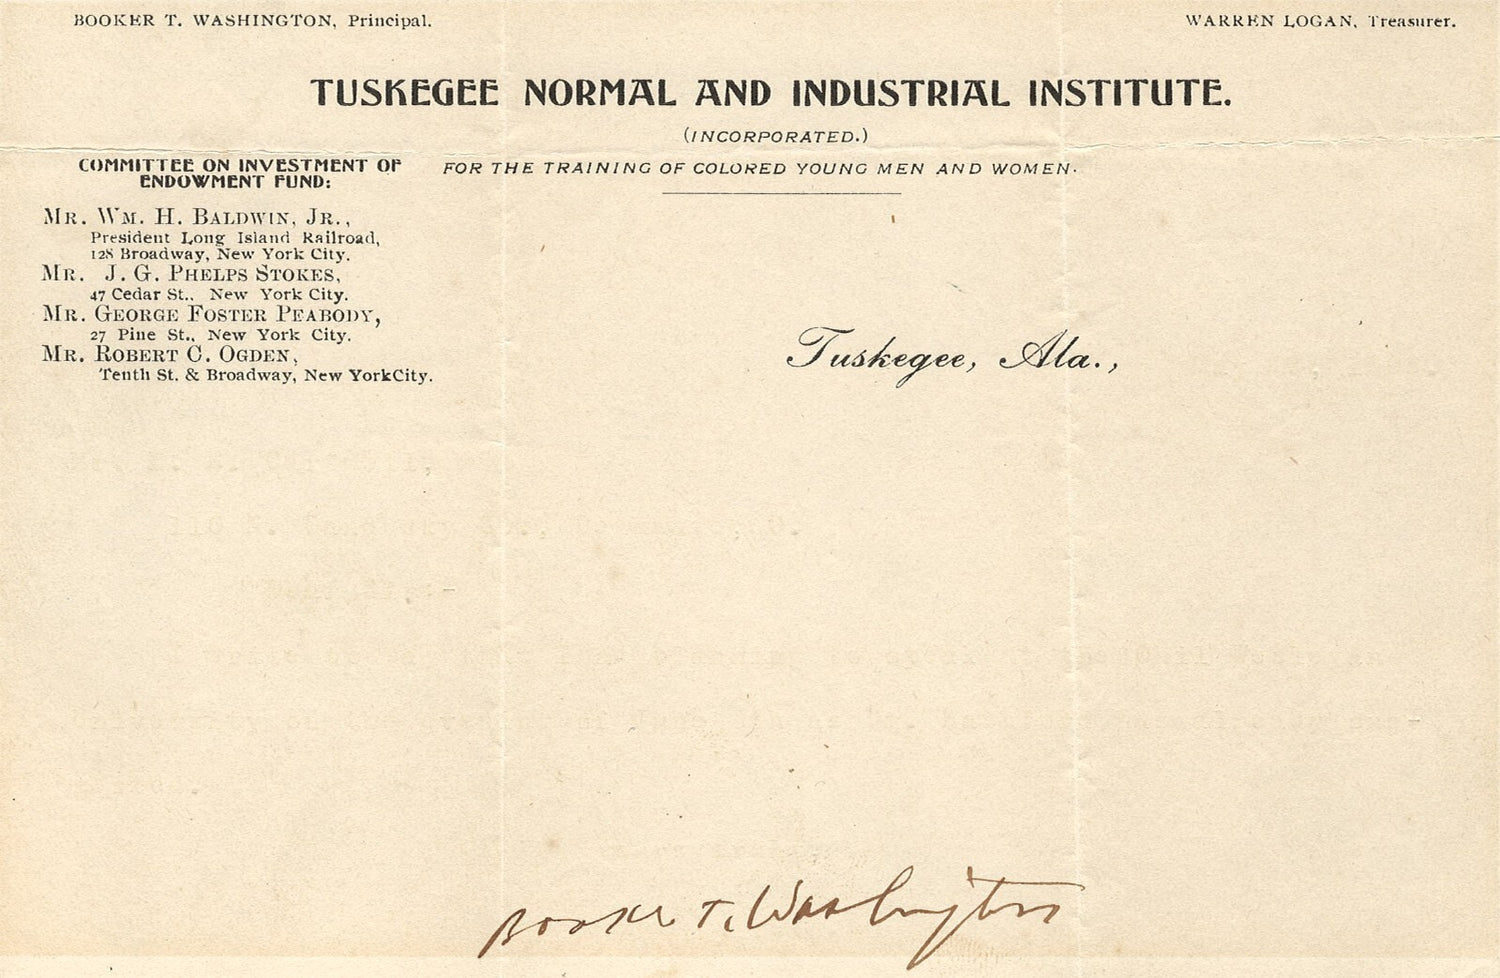 BOOKER T. WASHINGTON, Principal.
WARREN LOGAN, Treasurer.
TUSKEGEE NORMAL AND INDUSTRIAL INSTITUTE.
(INCORPORATED.)
FOR THE TRAINING OF COLORED YOUNG MEN AND WOMEN.
COMMITTEE ON INVESTMENT OF
ENDOWMENT FUND:
MR. WM. H. BALDWIN, JR.,
President Long Island Railroad,
128 Broadway, New York City.
MR. J. G. PHELPS STOKES,
47 Cedar St., New York City.
MR. GEORGE FOSTER PEABODY,
27 Pine St., New York City.
MR. ROBERT C. OGDEN,
Tenth St. & Broadway, New YorkCity.
Tuskegee, Ala.,
Booker T. Washington